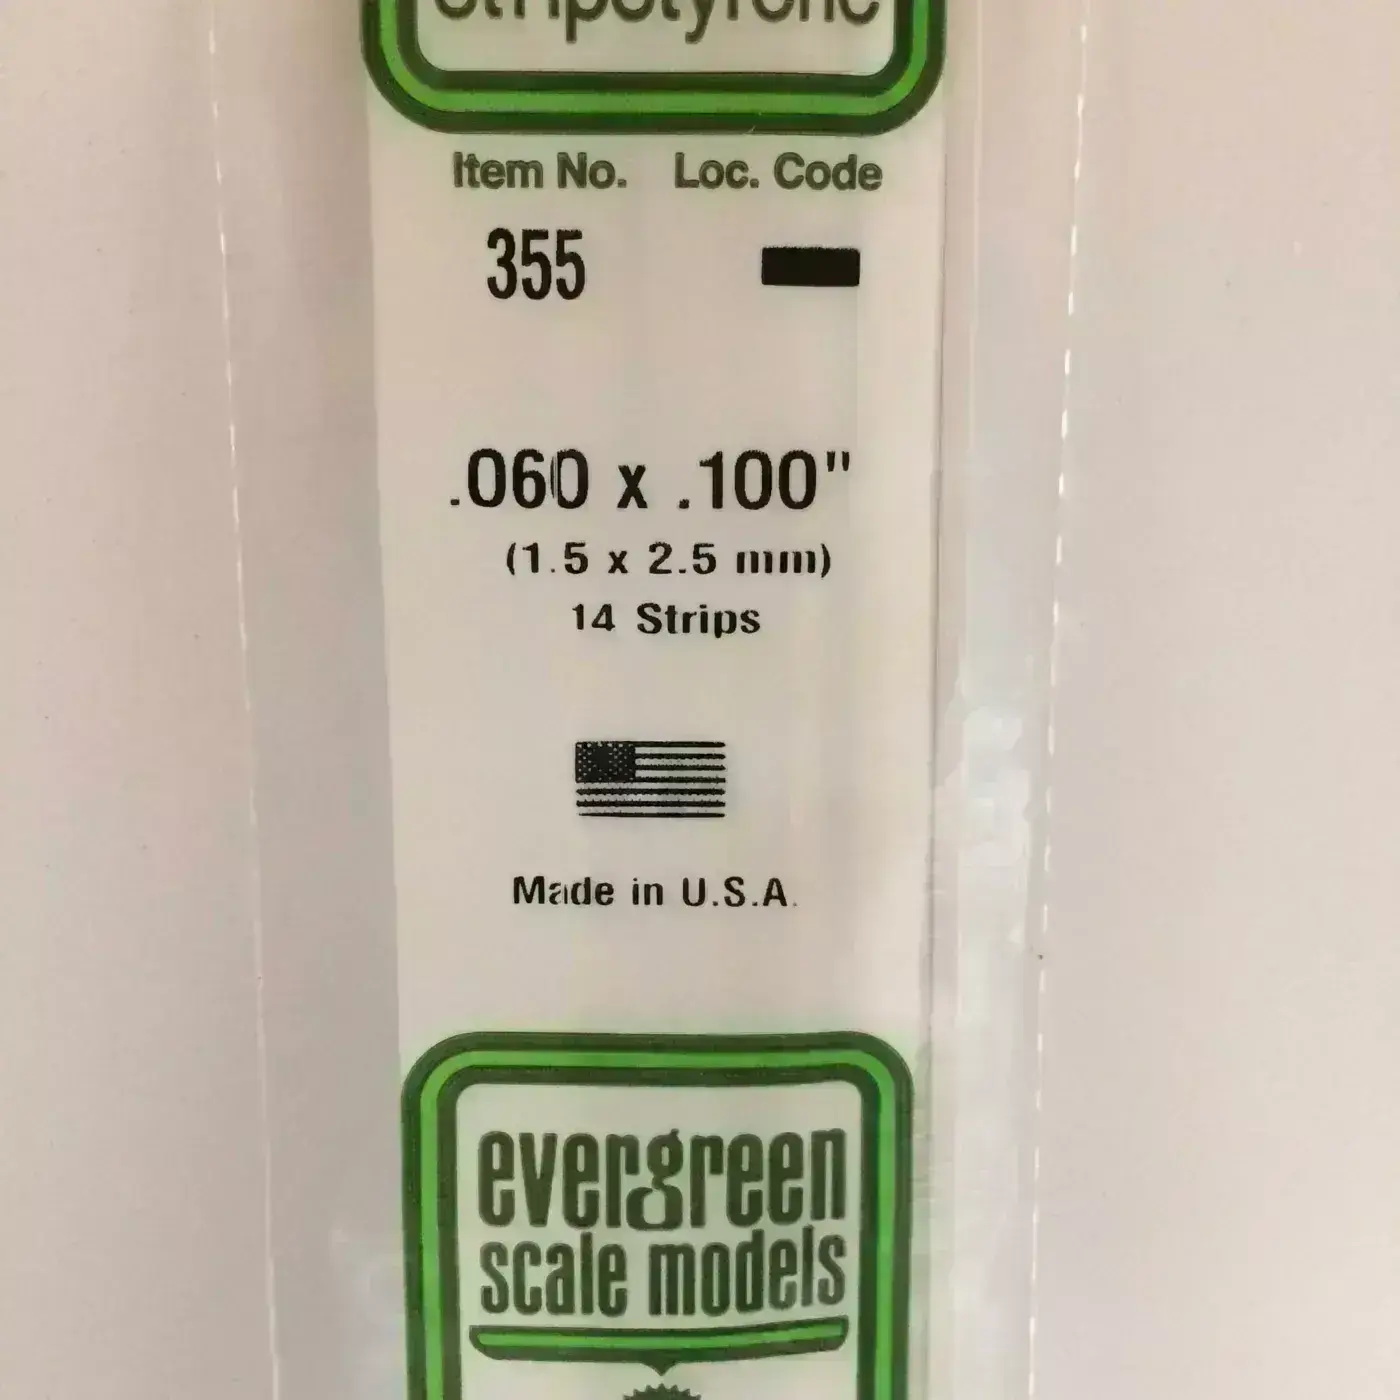 stripstyrene
Item No. Loc. Code
355
.060 x .100"
(1.5 x 2.5 mm)
14 Strips
Made in U.S.A.
evergreen
scale models